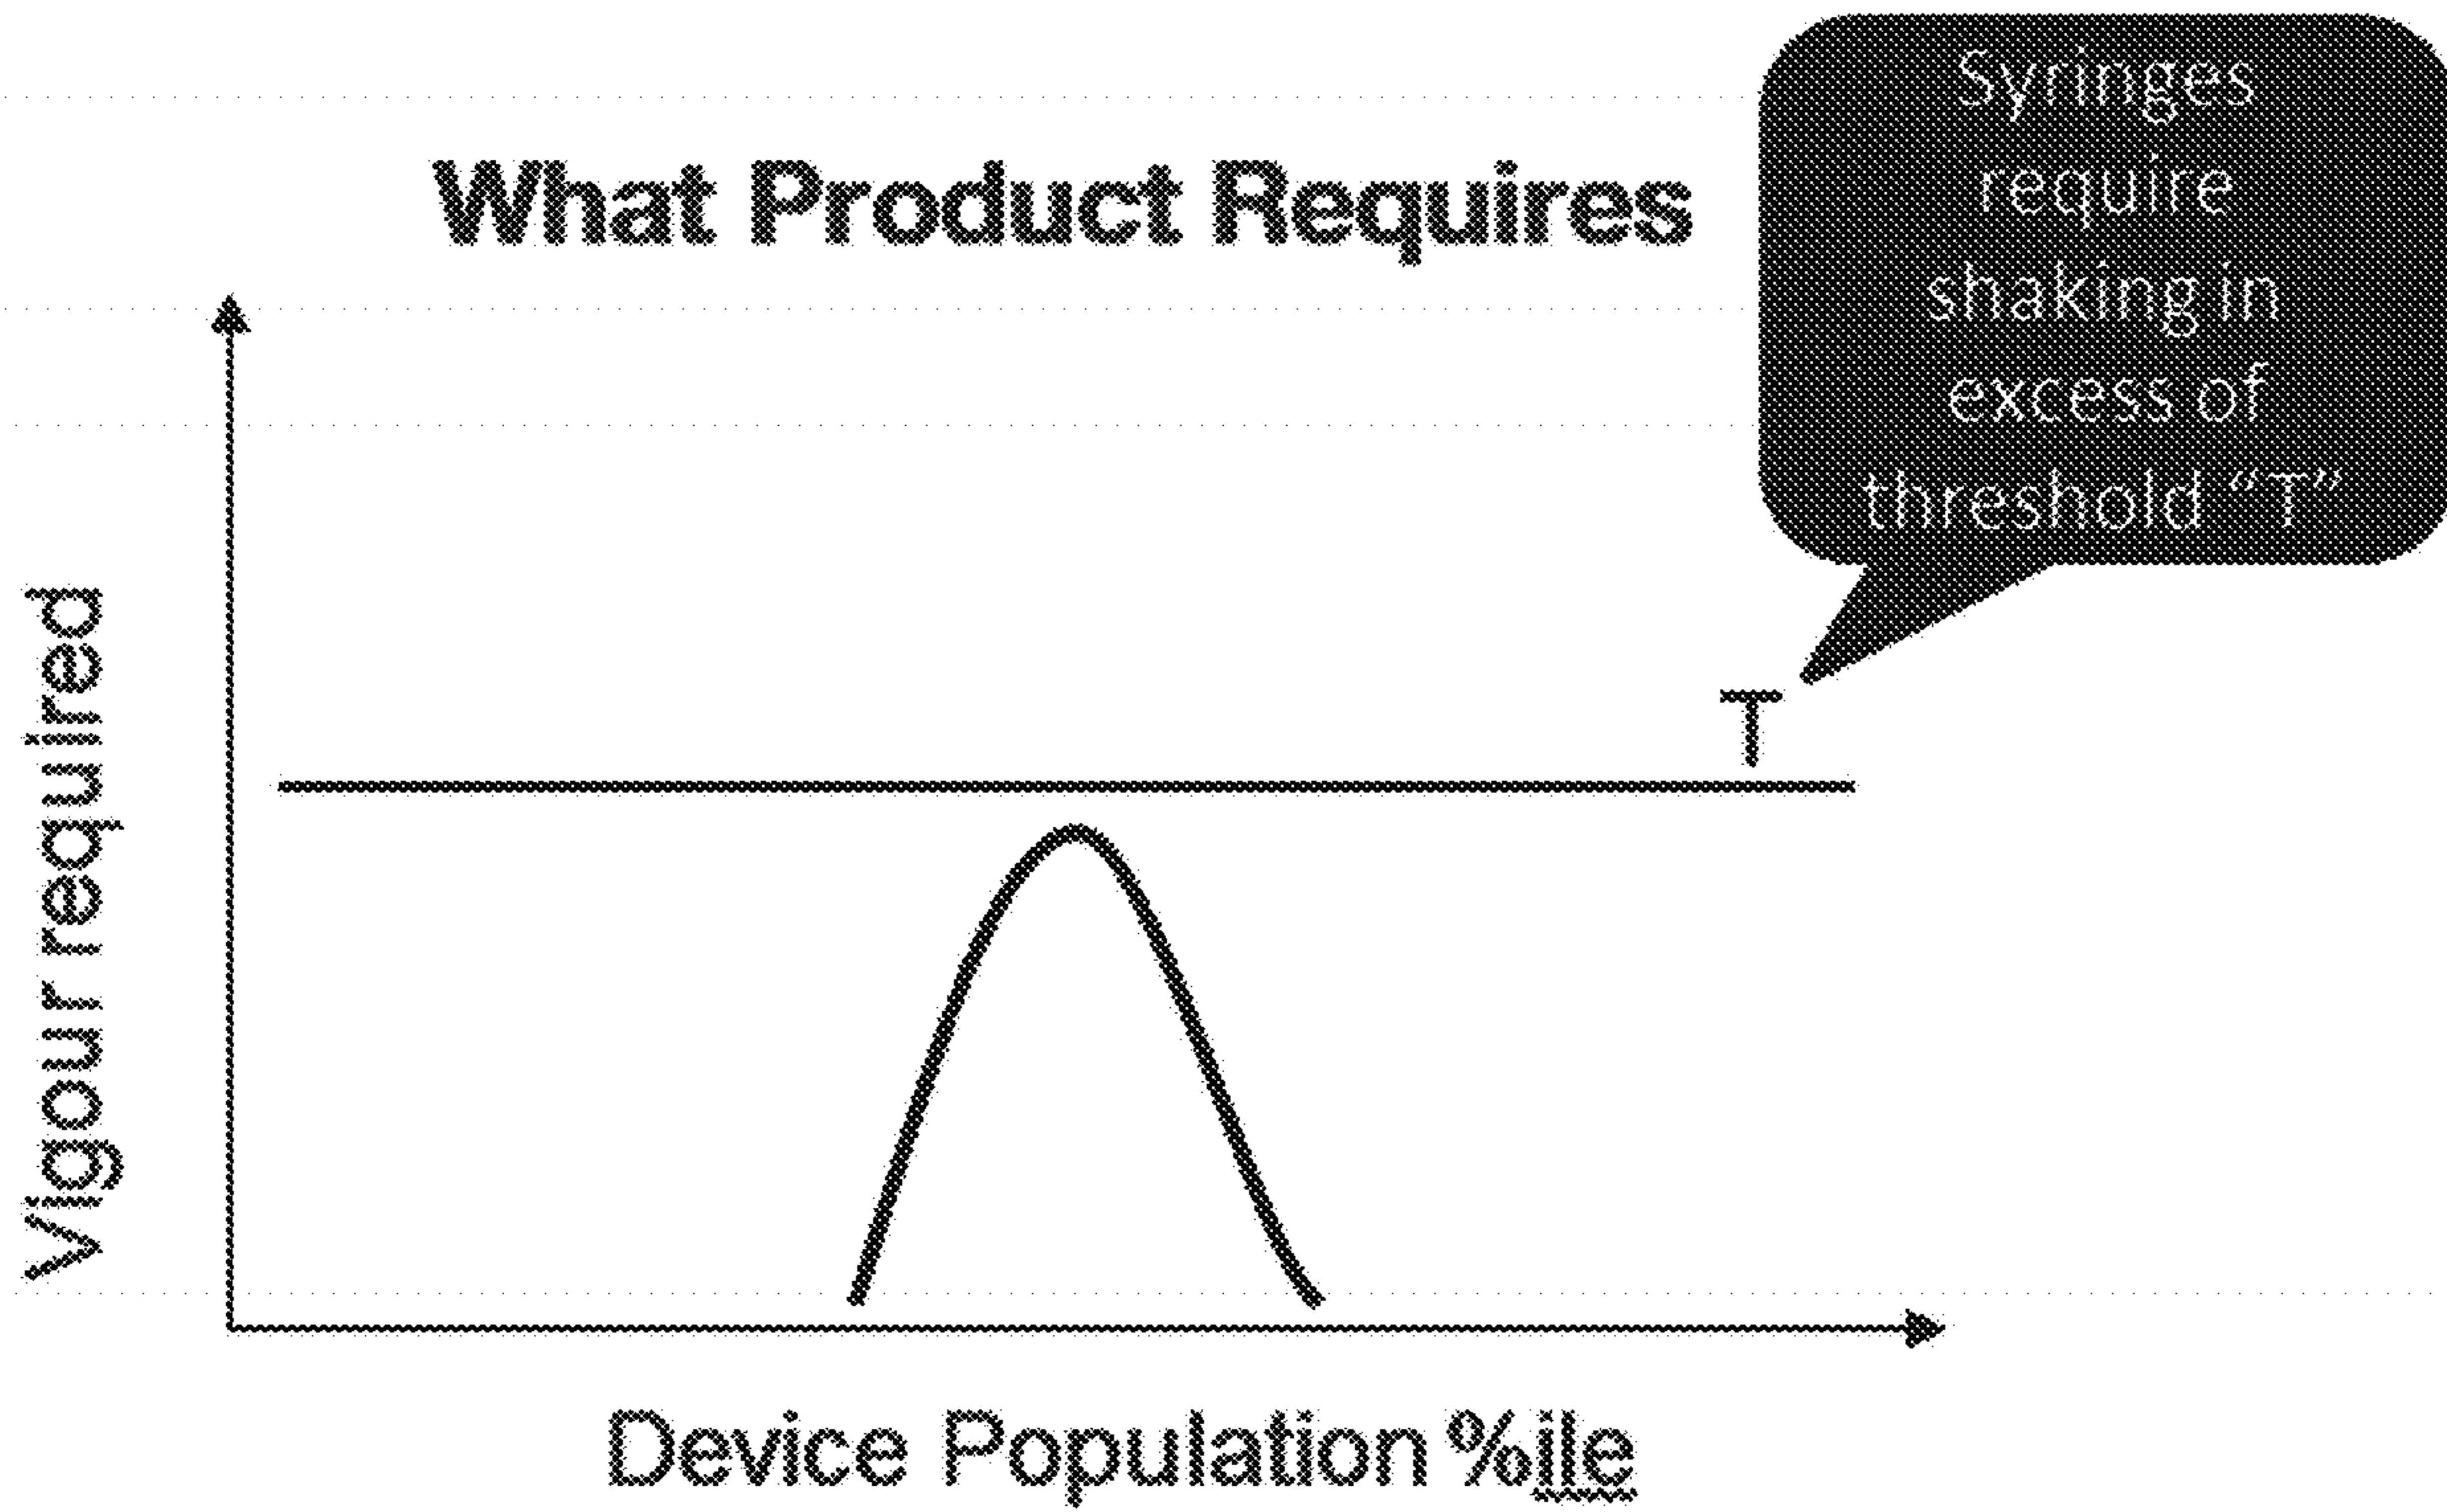 What Product Requires
Syringes
require
shaking in
excess of
threshold “T”
T
Vigour required
Device Population %ile